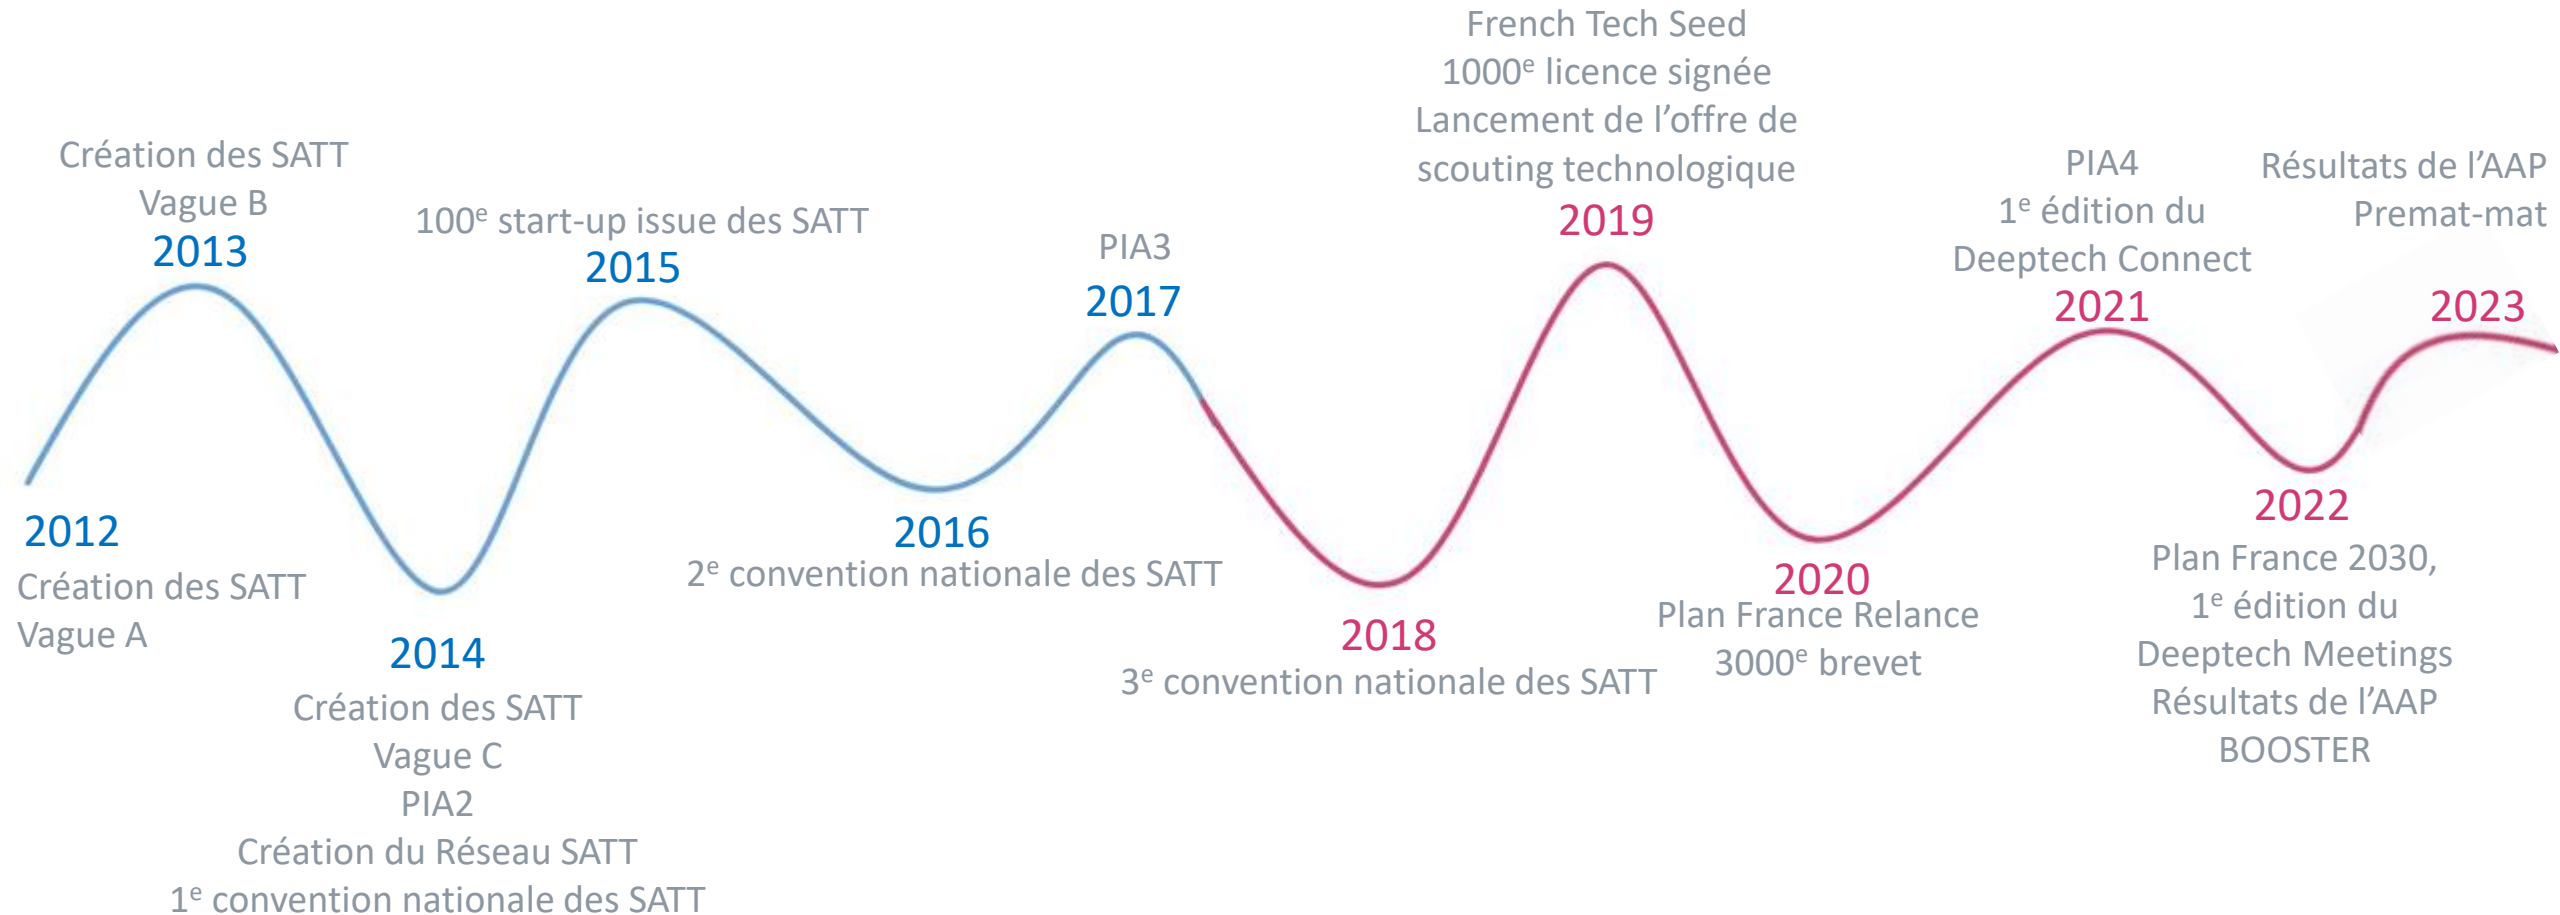 2012
Création des SATT
Vague A
Création des SATT
Vague B
2013
2014
Création des SATT
Vague C
PIA2
Création du Réseau SATT
1e convention nationale des SATT
100e start-up issue des SATT
2015
2016
2e convention nationale des SATT
PIA3
2017
2018
3e convention nationale des SATT
French Tech Seed
1000e licence signée
Lancement de l’offre de
scouting technologique
2019
2020
Plan France Relance
3000e brevet
PIA4
1e édition du
Deeptech Connect
2021
2022
Plan France 2030,
1e édition du
Deeptech Meetings
Résultats de l’AAP
BOOSTER
Résultats de l’AAP
Premat-mat
2023